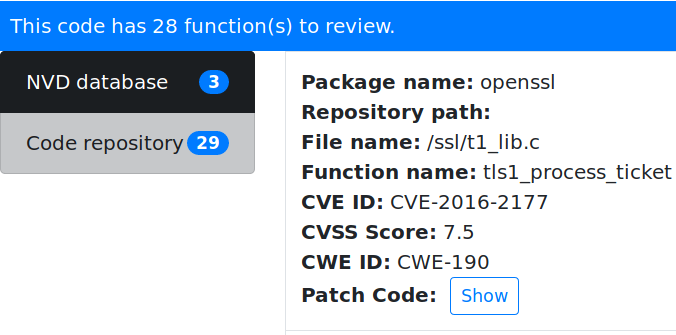 This code has 28 function(s) to review.
NVD database 3
Code repository 29
Package name: openssl
Repository path:
File name: /ssl/t1_lib.c
Function name: tls1_process_ticket
CVE ID: CVE-2016-2177
CVSS Score: 7.5
CWE ID: CWE-190
Patch Code: Show